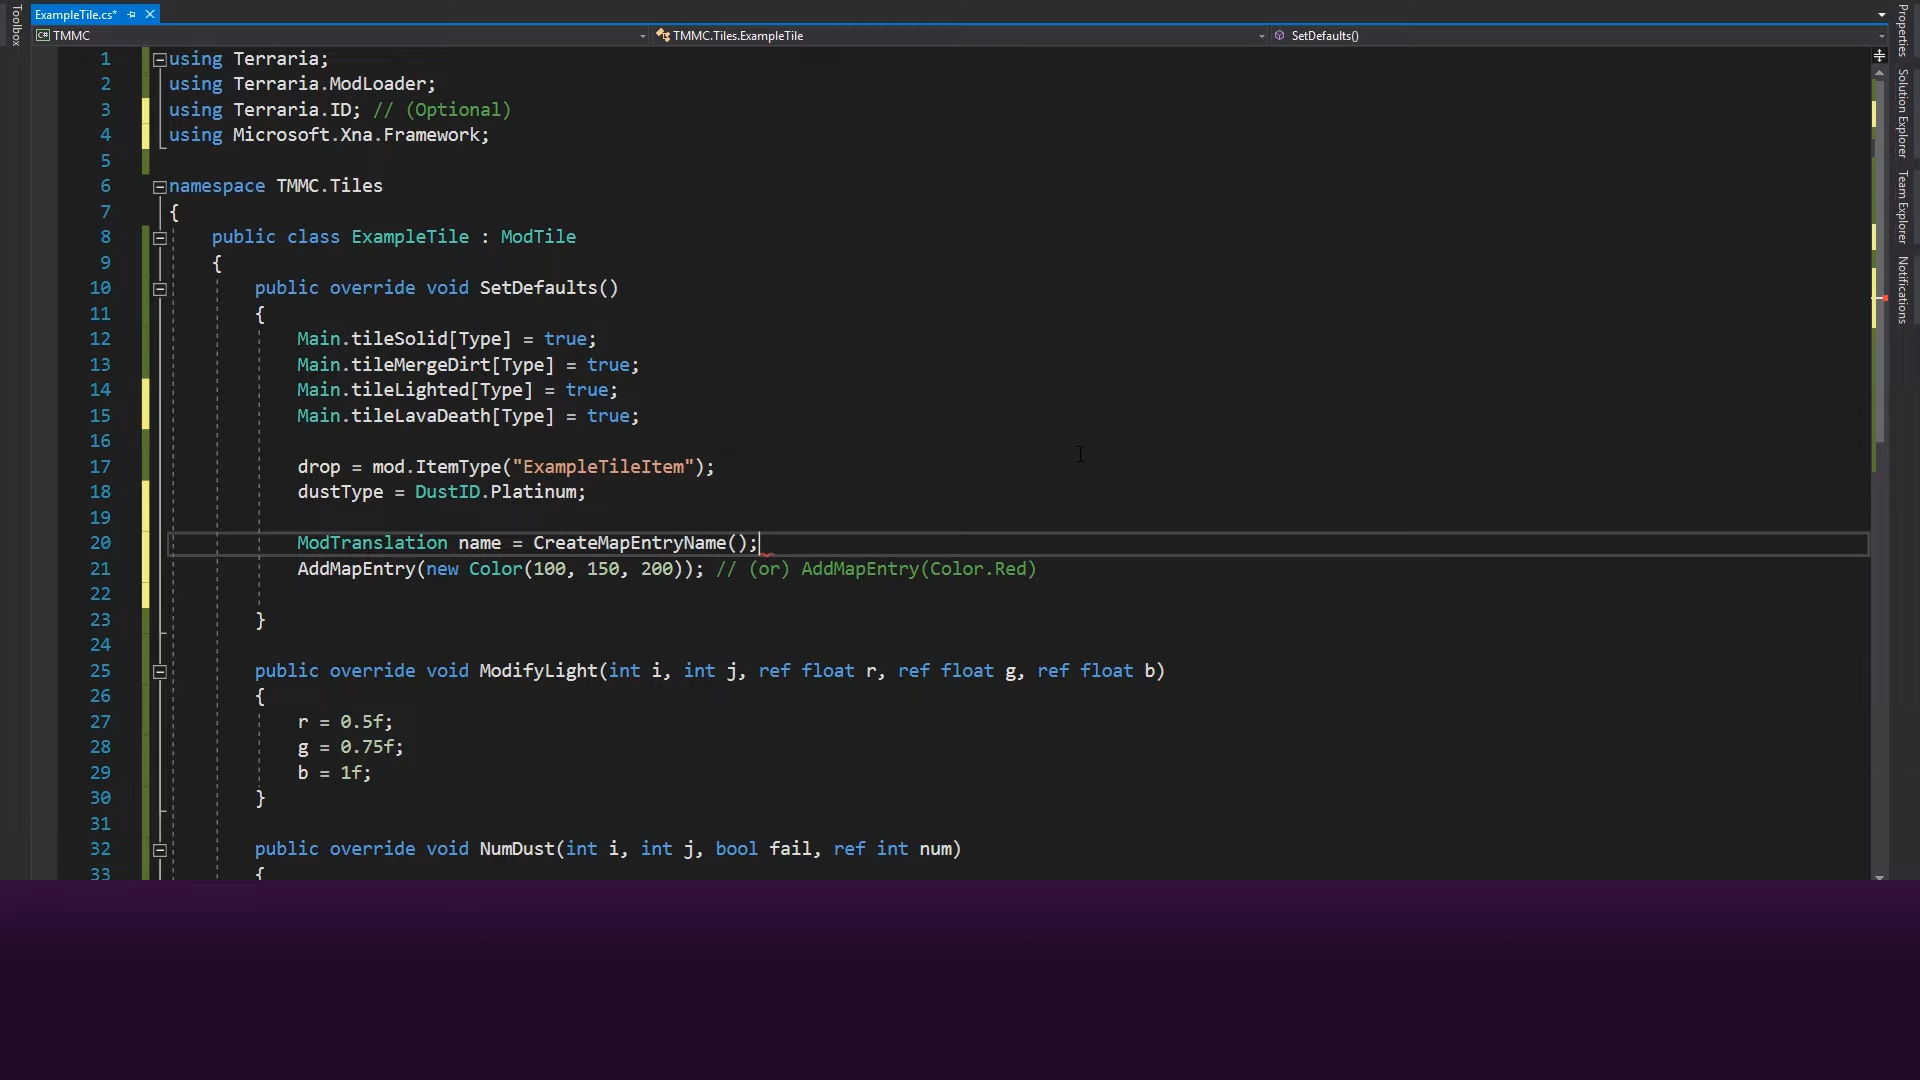 Toolbox
ExampleTile.cs*
TMMC
TMMC.Tiles.ExampleTile
SetDefaults()
Properties
Solution Explorer
Team Explorer
Notifications
1 using Terraria;
2 using Terraria.ModLoader;
3 using Terraria.ID; // (Optional)
4 using Microsoft.Xna.Framework;
5
6 namespace TMMC.Tiles
7 {
8 public class ExampleTile : ModTile
9 {
10 public override void SetDefaults()
11 {
12 Main.tileSolid[Type] = true;
13 Main.tileMergeDirt[Type] = true;
14 Main.tileLighted[Type] = true;
15 Main.tileLavaDeath[Type] = true;
16
17 drop = mod.ItemType("ExampleTileItem");
18 dustType = DustID.Platinum;
19
20 ModTranslation name = CreateMapEntryName();
21 AddMapEntry(new Color(100, 150, 200)); // (or) AddMapEntry(Color.Red)
22
23 }
24
25 public override void ModifyLight(int i, int j, ref float r, ref float g, ref float b)
26 {
27 r = 0.5f;
28 g = 0.75f;
29 b = 1f;
30 }
31
32 public override void NumDust(int i, int j, bool fail, ref int num)
33 {